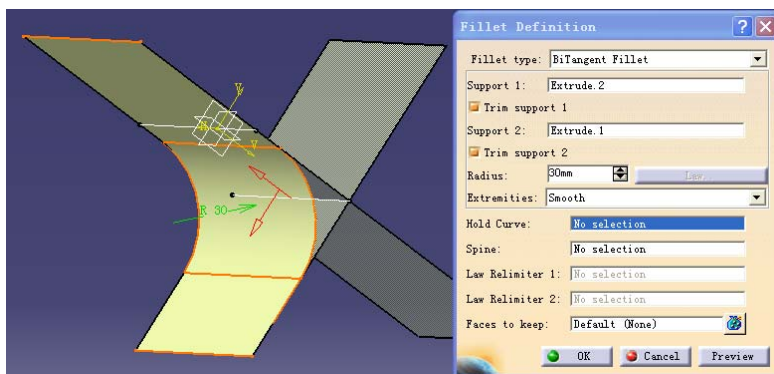 Fillet Definition
Fillet type: BiTangent Fillet
Support 1: Extrude.2
Trim support 1
Support 2: Extrude.1
Trim support 2
Radius: 30mm Law...
Extremities: Smooth
Hold Curve: No selection
Spine: No selection
Law Relimiter 1: No selection
Law Relimiter 2: No selection
Faces to keep: Default (None)
OK Cancel Preview
R 30